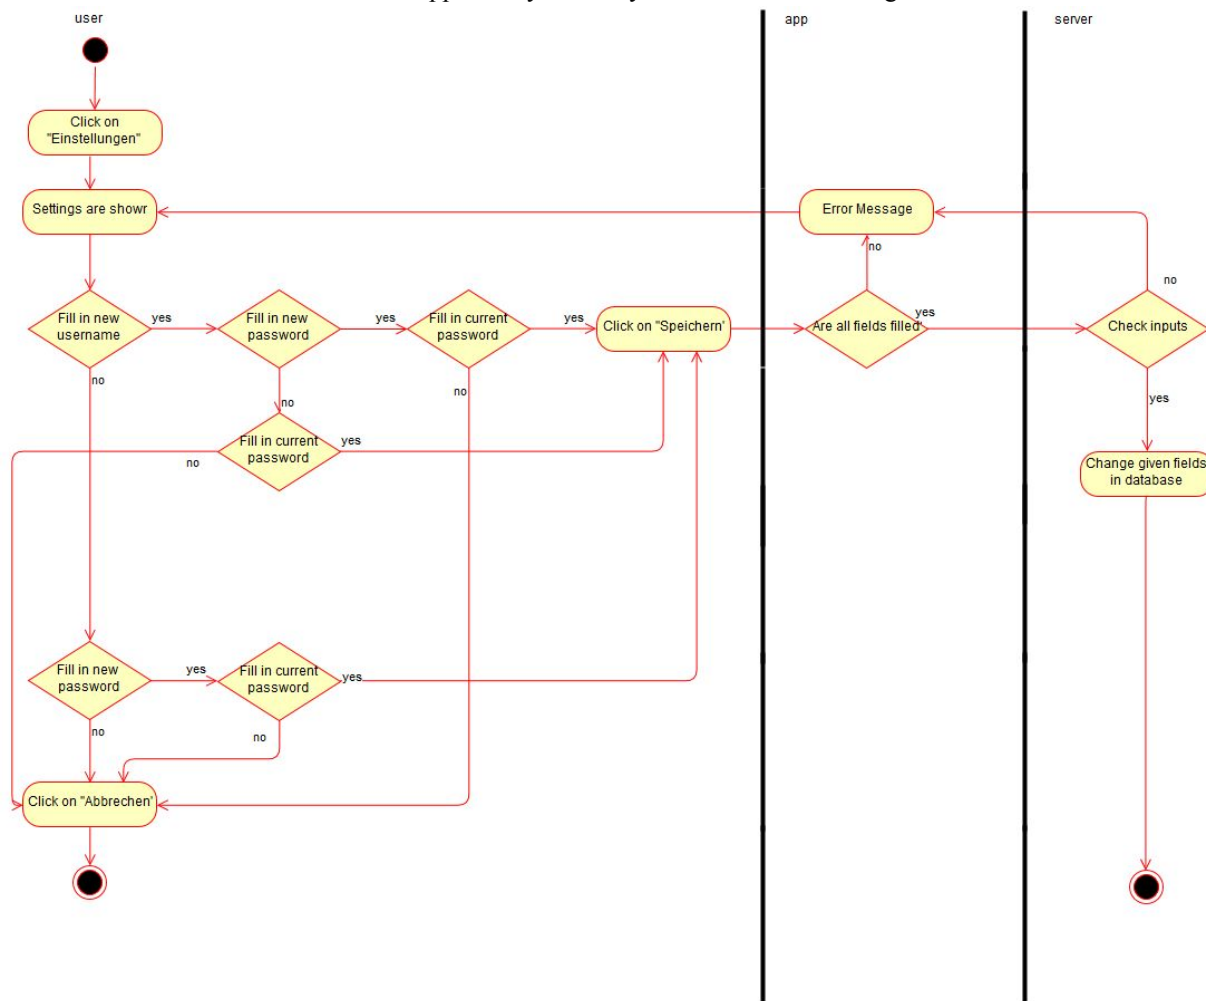 user
app
server
Click on
"Einstellungen"
Settings are showr
Error Message
no
no
Fill in new
username
yes
Fill in new
password
yes
Fill in current
password
yes
Click on "Speichern'
Are all fields filled'
yes
Check inputs
no
no
no
yes
Fill in current
password
yes
no
Change given fields
in database
Fill in new
password
yes
Fill in current
password
yes
no
no
Click on "Abbrechen'